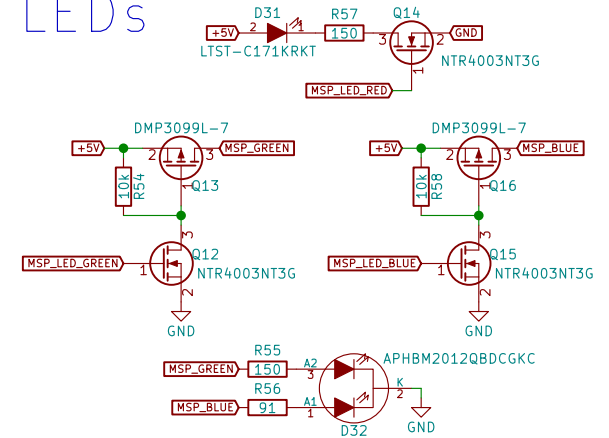 LEDs
D31 R57 Q14
+5V 2 1 150 3 2 GND
LTST-C171KRKT
NTR4003NT3G
1
MSP_LED_RED
DMP3099L-7 DMP3099L-7
+5V 2 3 MSP_GREEN +5V 2 3 MSP_BLUE
10k R54 1 Q13 10k R58 1 Q16
3 Q12 3 Q15
MSP_LED_GREEN 1 NTR4003NT3G MSP_LED_BLUE 1 NTR4003NT3G
2 2
GND GND
R55 APHBM2012QBDCGKC
MSP_GREEN 150 A2 3
R56 K 2
MSP_BLUE 91 A1 1
D32 GND